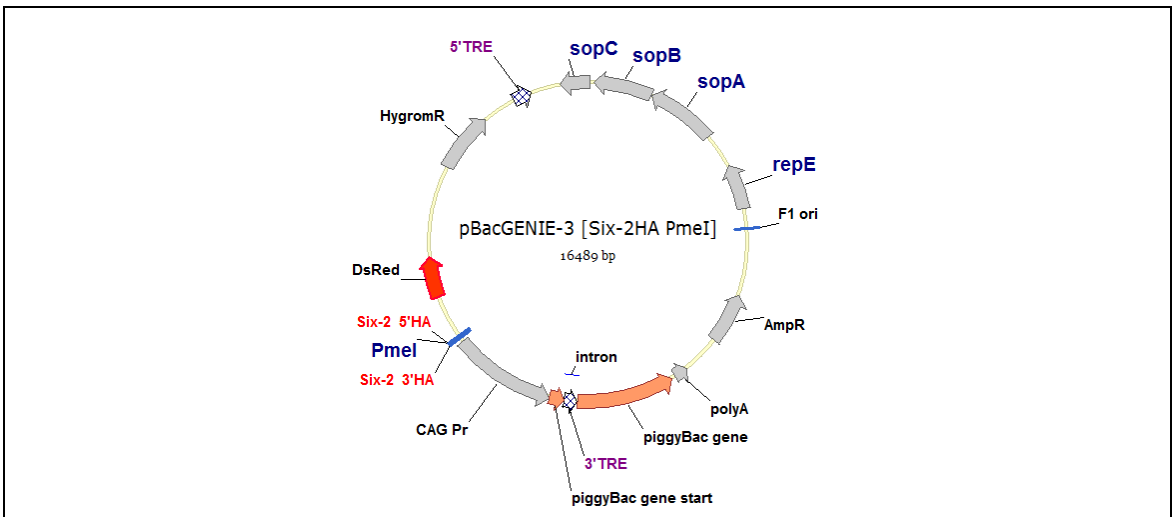 5'TRE
sopC
sopB
sopA
HygromR
repE
F1 ori
pBacGENIE-3 [Six-2HA PmeI]
16489 bp
DsRed
Six-2 5'HA
PmeI
Six-2 3'HA
AmpR
intron
polyA
CAG Pr
piggyBac gene
3'TRE
piggyBac gene start